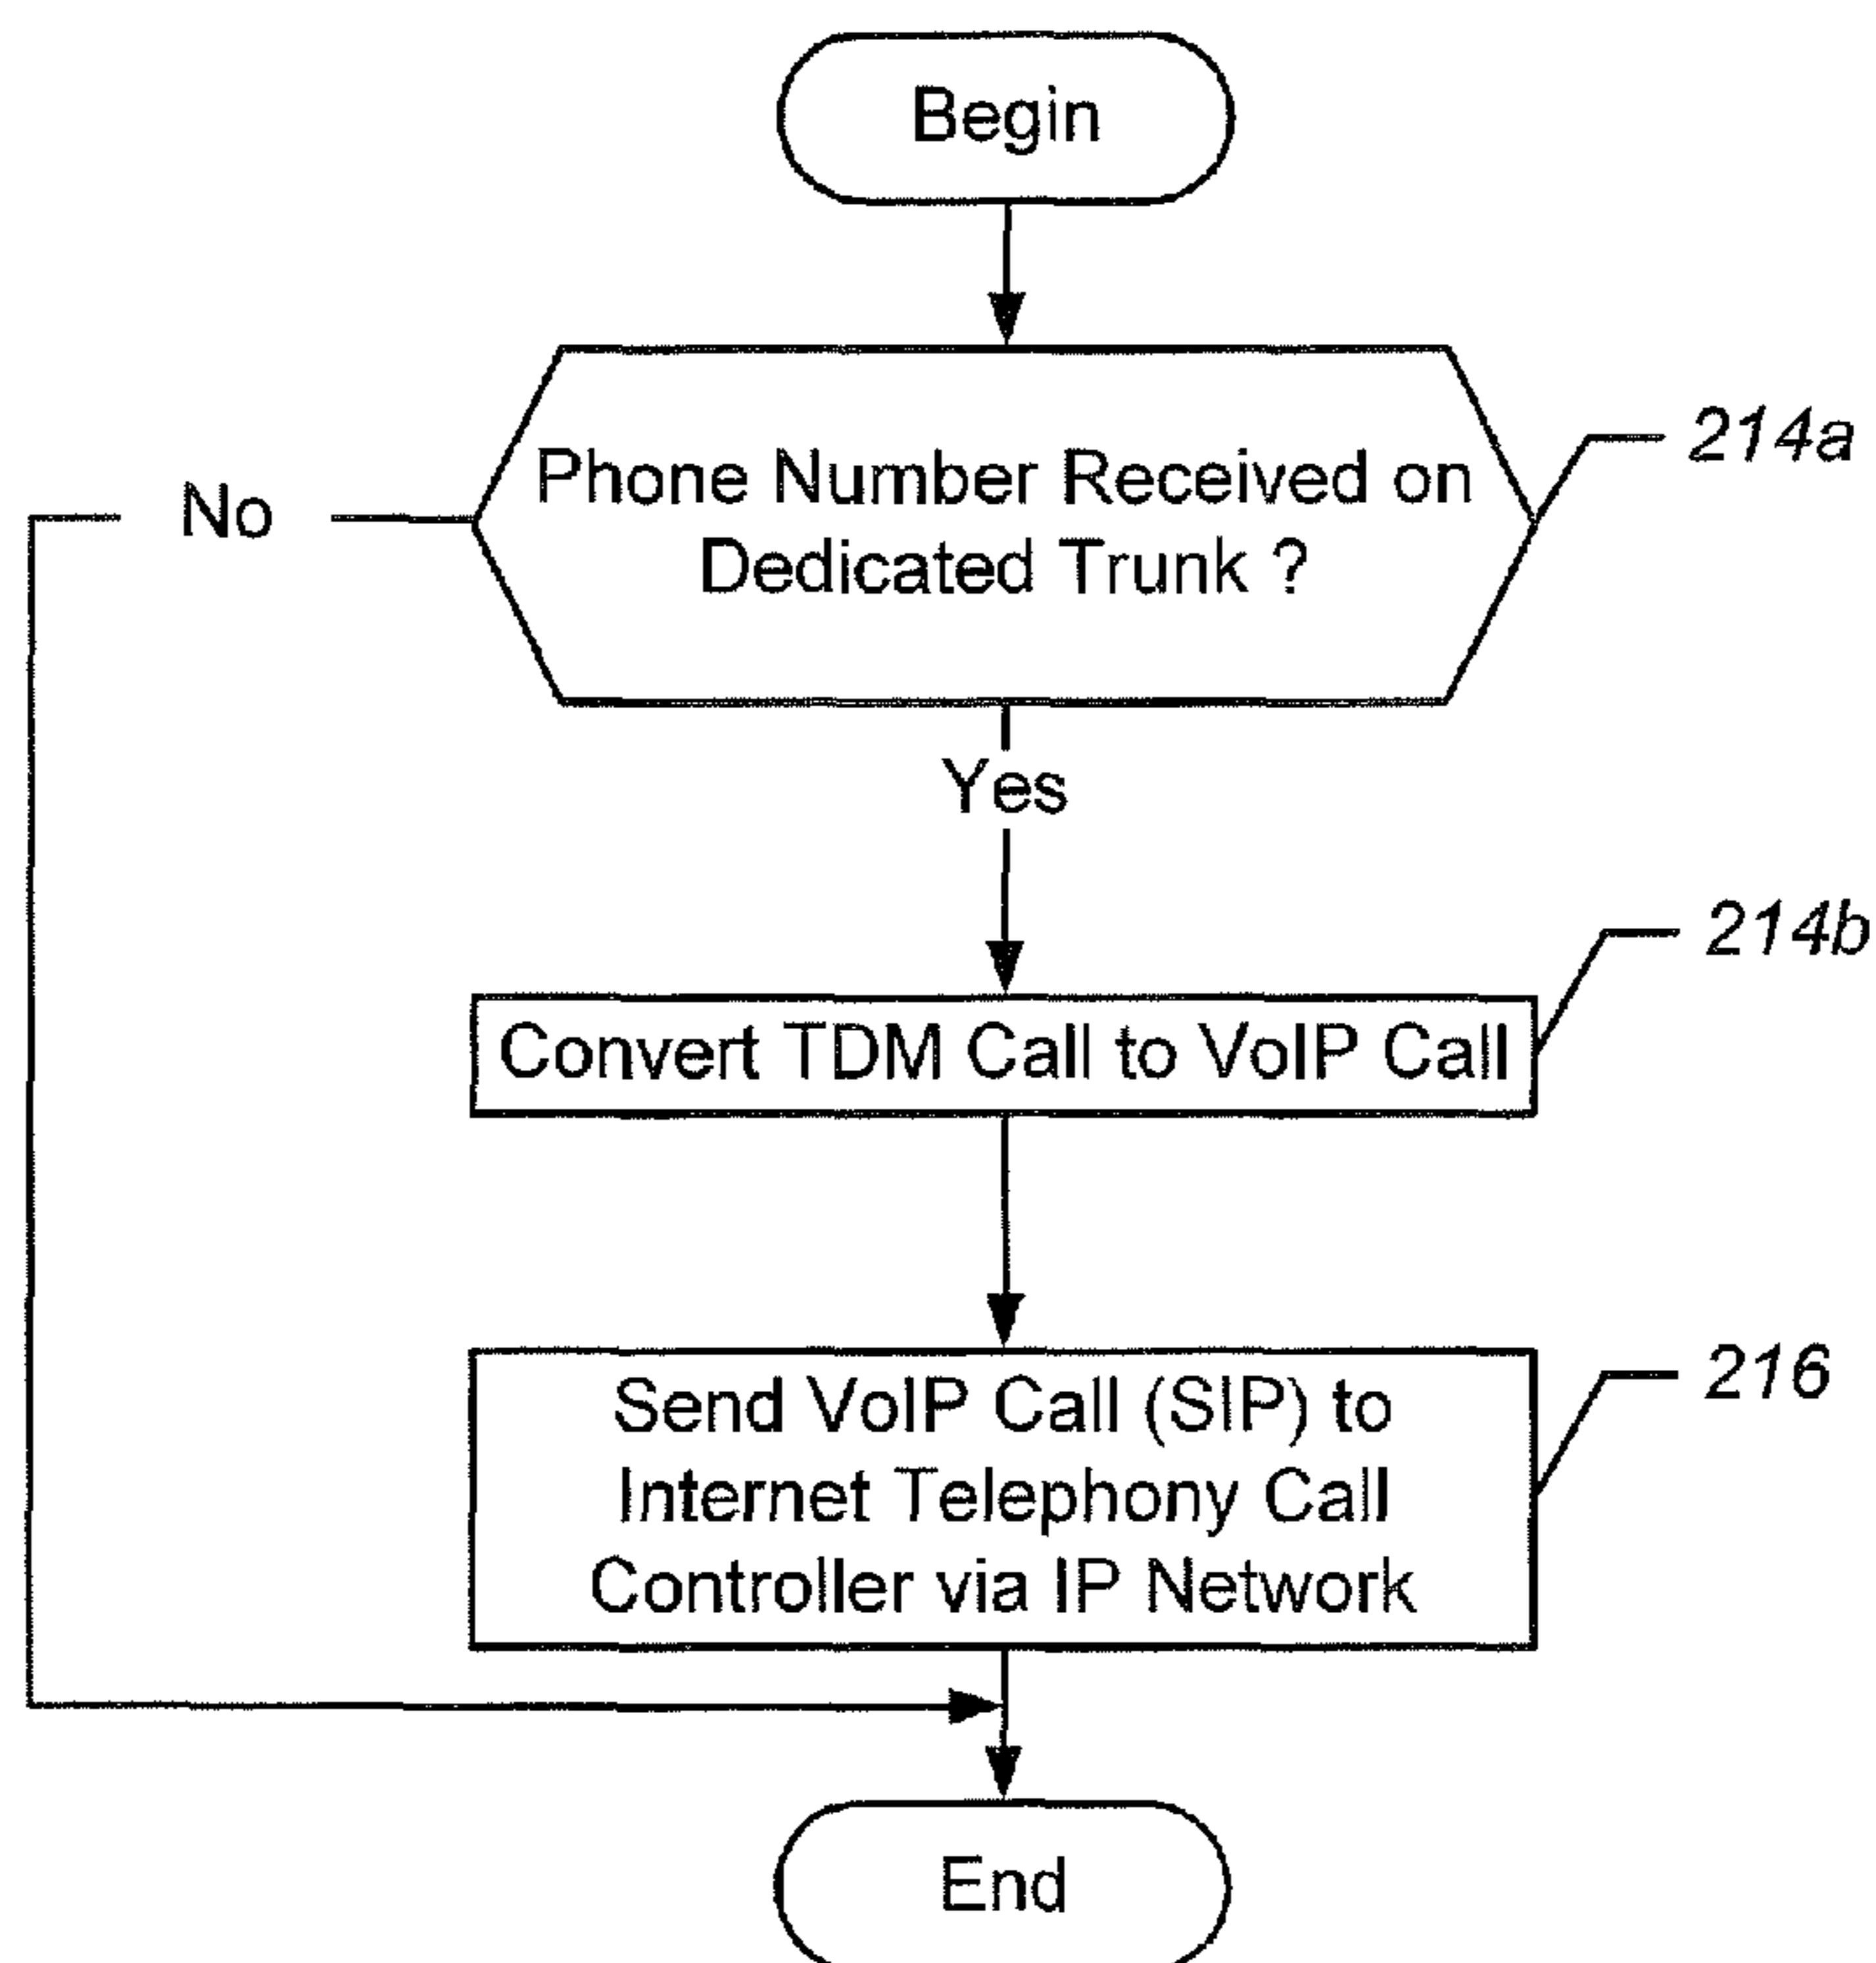 Begin
Phone Number Received on
Dedicated Trunk ?
214a
No
Yes
214b
Convert TDM Call to VoIP Call
216
Send VoIP Call (SIP) to
Internet Telephony Call
Controller via IP Network
End